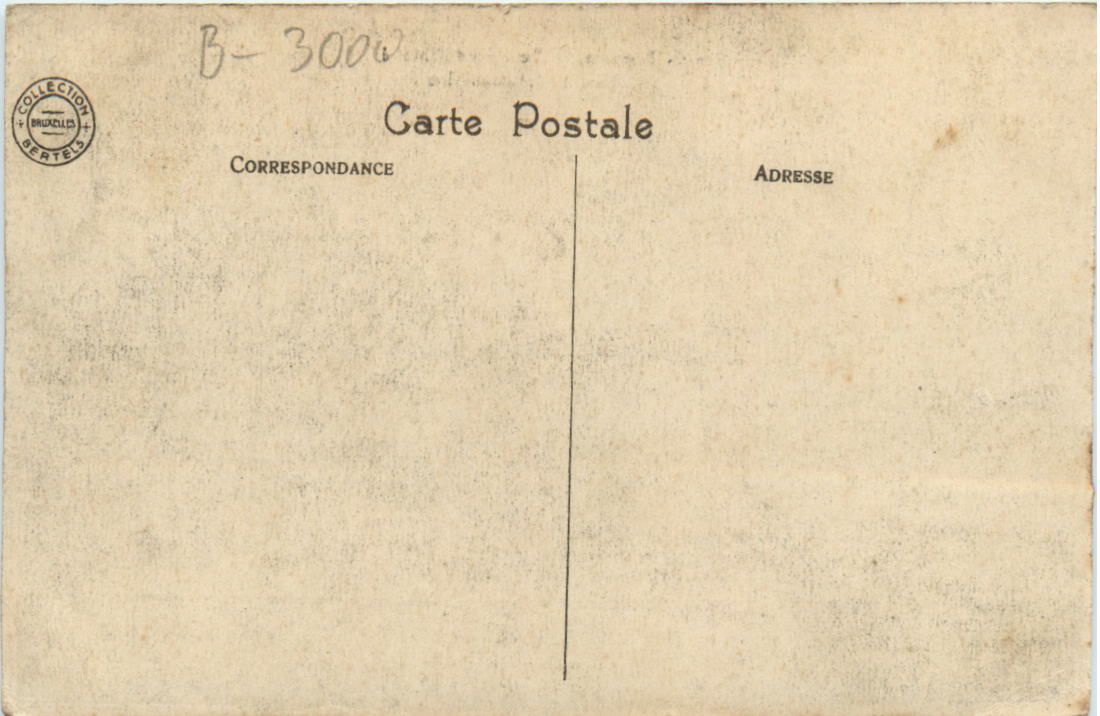 B- 3000
COLLECTION
BRUXELLES
BERTELS
Carte Postale
CORRESPONDANCE
ADRESSE